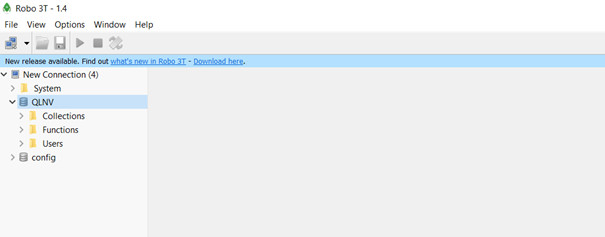 Robo 3T - 1.4
File View Options Window Help
New release available. Find out what's new in Robo 3T - Download here.
New Connection (4)
System
QLNV
Collections
Functions
Users
config